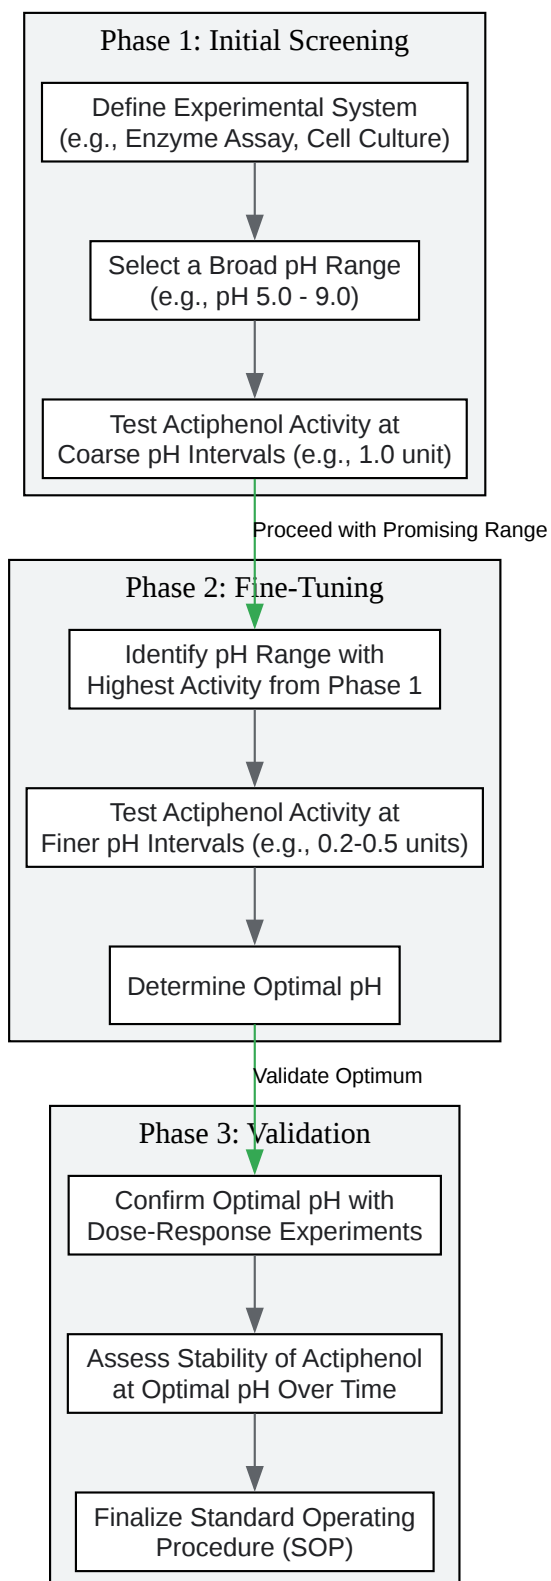 Phase 1: Initial Screening
Define Experimental System
(e.g., Enzyme Assay, Cell Culture)
Select a Broad pH Range
(e.g., pH 5.0 - 9.0)
Test Actiphenol Activity at
Coarse pH Intervals (e.g., 1.0 unit)
Proceed with Promising Range
Phase 2: Fine-Tuning
Identify pH Range with
Highest Activity from Phase 1
Test Actiphenol Activity at
Finer pH Intervals (e.g., 0.2-0.5 units)
Determine Optimal pH
Validate Optimum
Phase 3: Validation
Confirm Optimal pH with
Dose-Response Experiments
Assess Stability of Actiphenol
at Optimal pH Over Time
Finalize Standard Operating
Procedure (SOP)